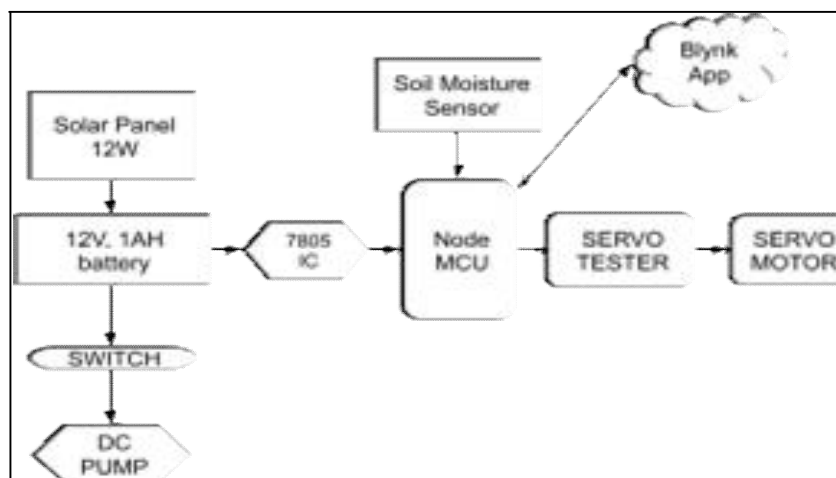 Blynk
App
Soil Moisture
Sensor
Solar Panel
12W
12V, 1AH
battery
7805
IC
Node
MCU
SERVO
TESTER
SERVO
MOTOR
SWITCH
DC
PUMP